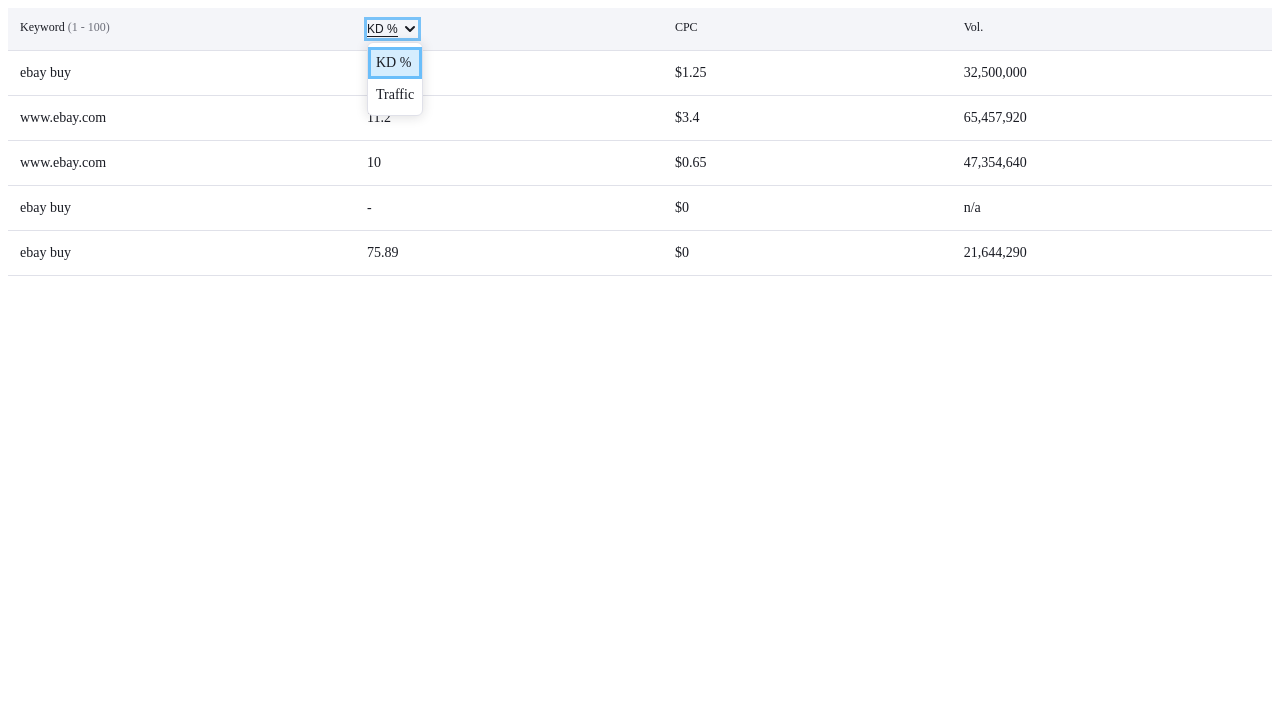 Keyword (1 - 100) KD % CPC Vol.
KD %
Traffic
ebay buy $1.25 32,500,000
www.ebay.com 11.2 $3.4 65,457,920
www.ebay.com 10 $0.65 47,354,640
ebay buy - $0 n/a
ebay buy 75.89 $0 21,644,290